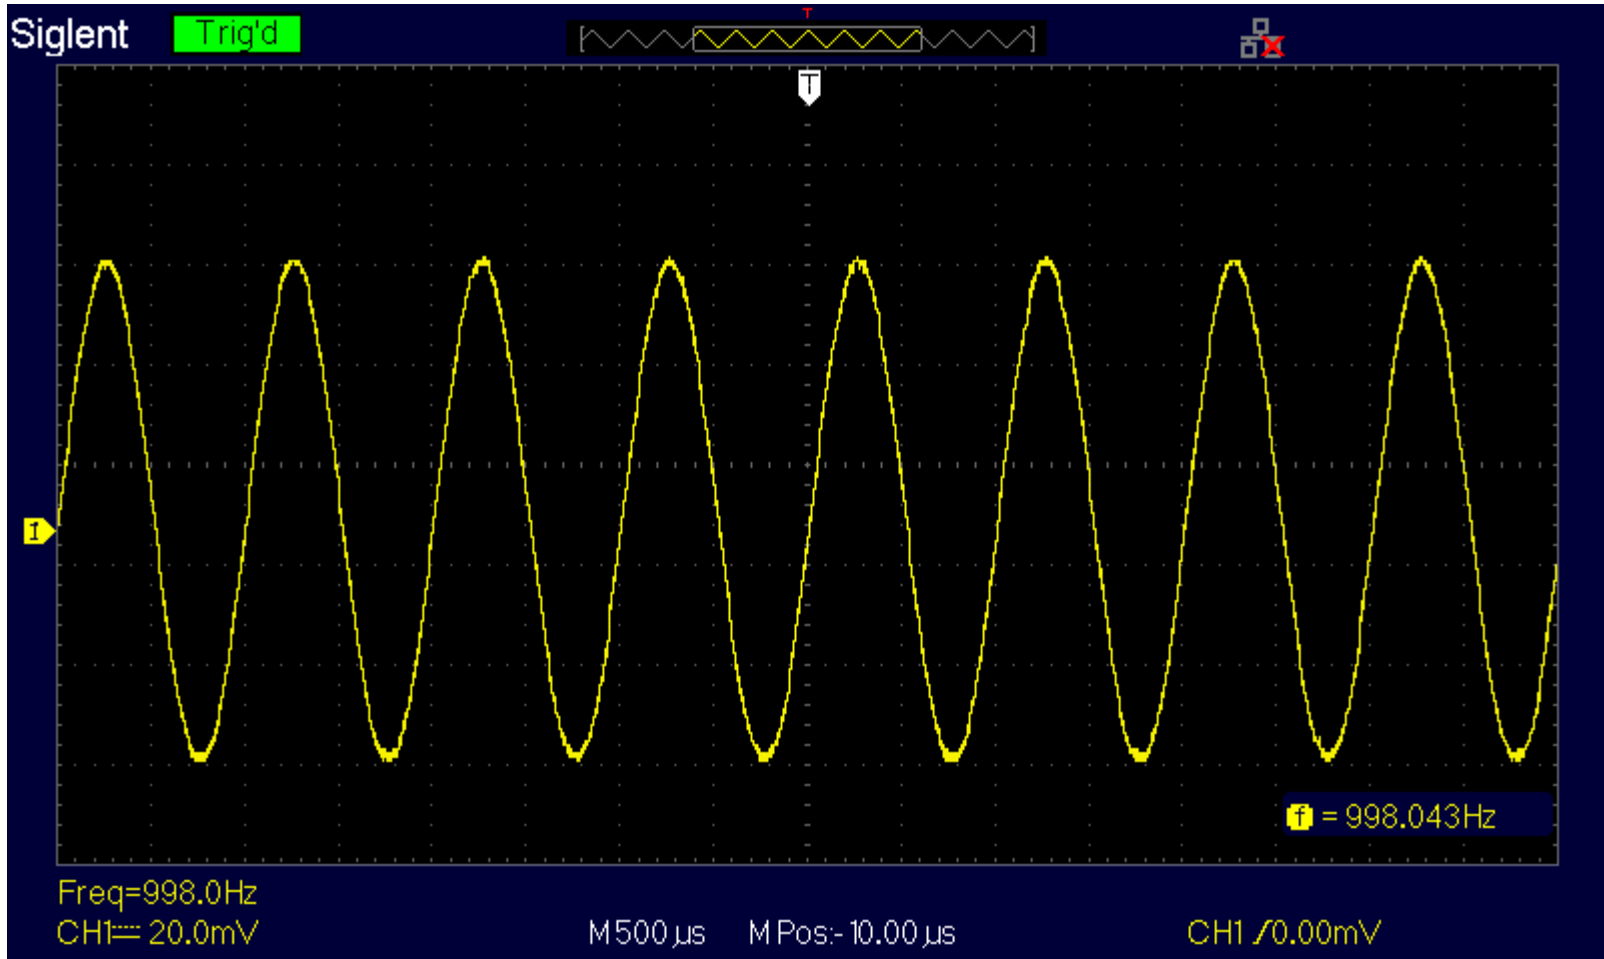 Siglent Trig'd T
T
1
f = 998.043Hz
Freq=998.0Hz
CH1 20.0mV M 500µs M Pos:-10.00µs CH1 /0.00mV